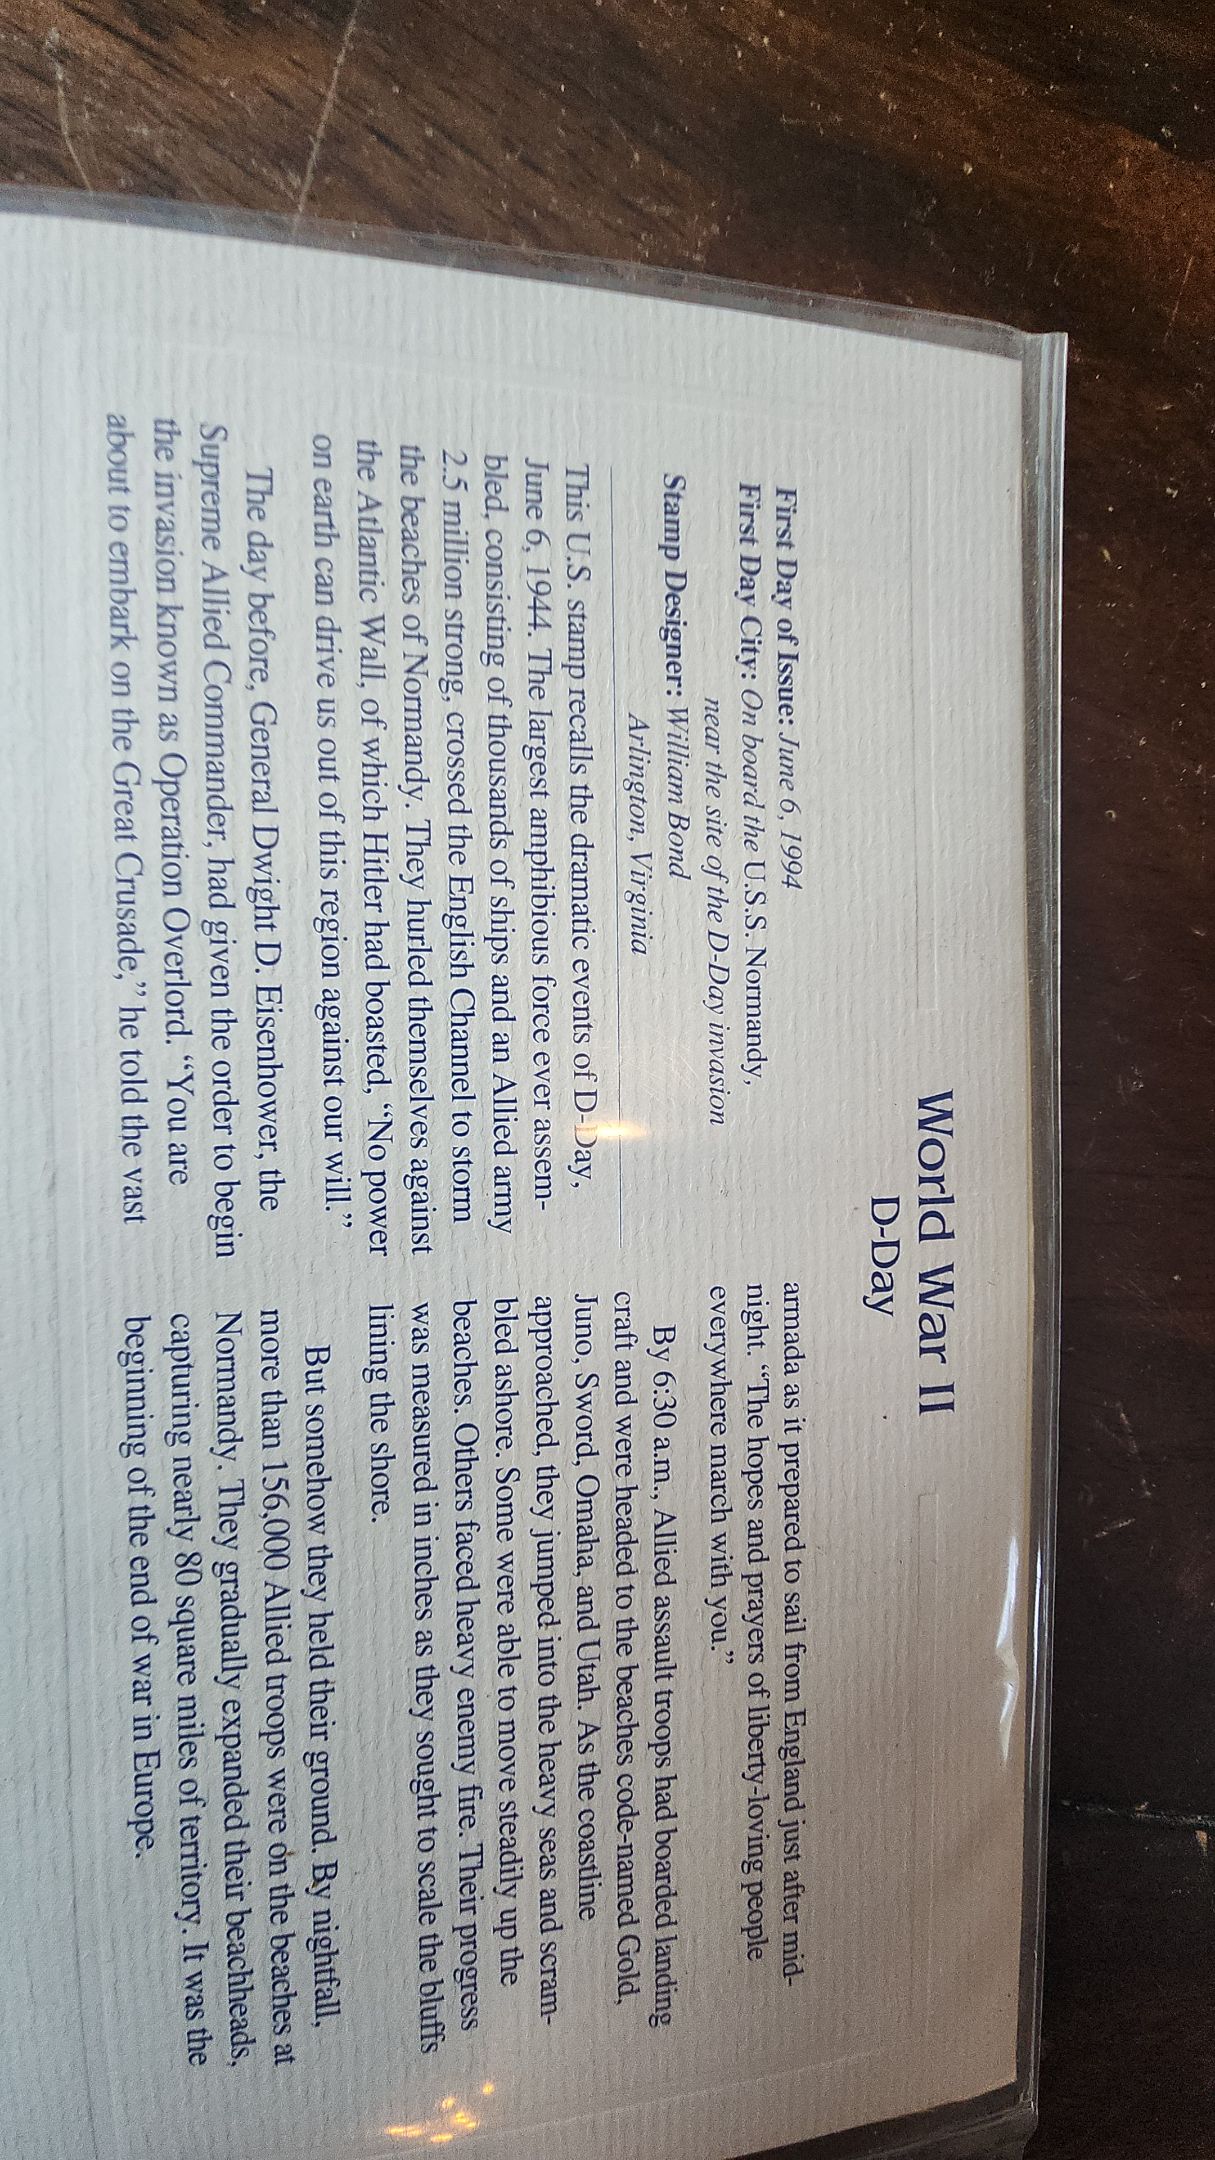 World War II
D-Day
First Day of Issue: June 6, 1994
First Day City: On board the U.S.S. Normandy,
near the site of the D-Day invasion
Stamp Designer: William Bond
Arlington, Virginia
This U.S. stamp recalls the dramatic events of D-Day,
June 6, 1944. The largest amphibious force ever assem-
bled, consisting of thousands of ships and an Allied army
2.5 million strong, crossed the English Channel to storm
the beaches of Normandy. They hurled themselves against
the Atlantic Wall, of which Hitler had boasted, “No power
on earth can drive us out of this region against our will.”
The day before, General Dwight D. Eisenhower, the
Supreme Allied Commander, had given the order to begin
the invasion known as Operation Overlord. “You are
about to embark on the Great Crusade,” he told the vast
armada as it prepared to sail from England just after mid-
night. “The hopes and prayers of liberty-loving people
everywhere march with you.”
By 6:30 a.m., Allied assault troops had boarded landing
craft and were headed to the beaches code-named Gold,
Juno, Sword, Omaha, and Utah. As the coastline
approached, they jumped into the heavy seas and scram-
bled ashore. Some were able to move steadily up the
beaches. Others faced heavy enemy fire. Their progress
was measured in inches as they sought to scale the bluffs
lining the shore.
But somehow they held their ground. By nightfall,
more than 156,000 Allied troops were on the beaches at
Normandy. They gradually expanded their beachheads,
capturing nearly 80 square miles of territory. It was the
beginning of the end of war in Europe.